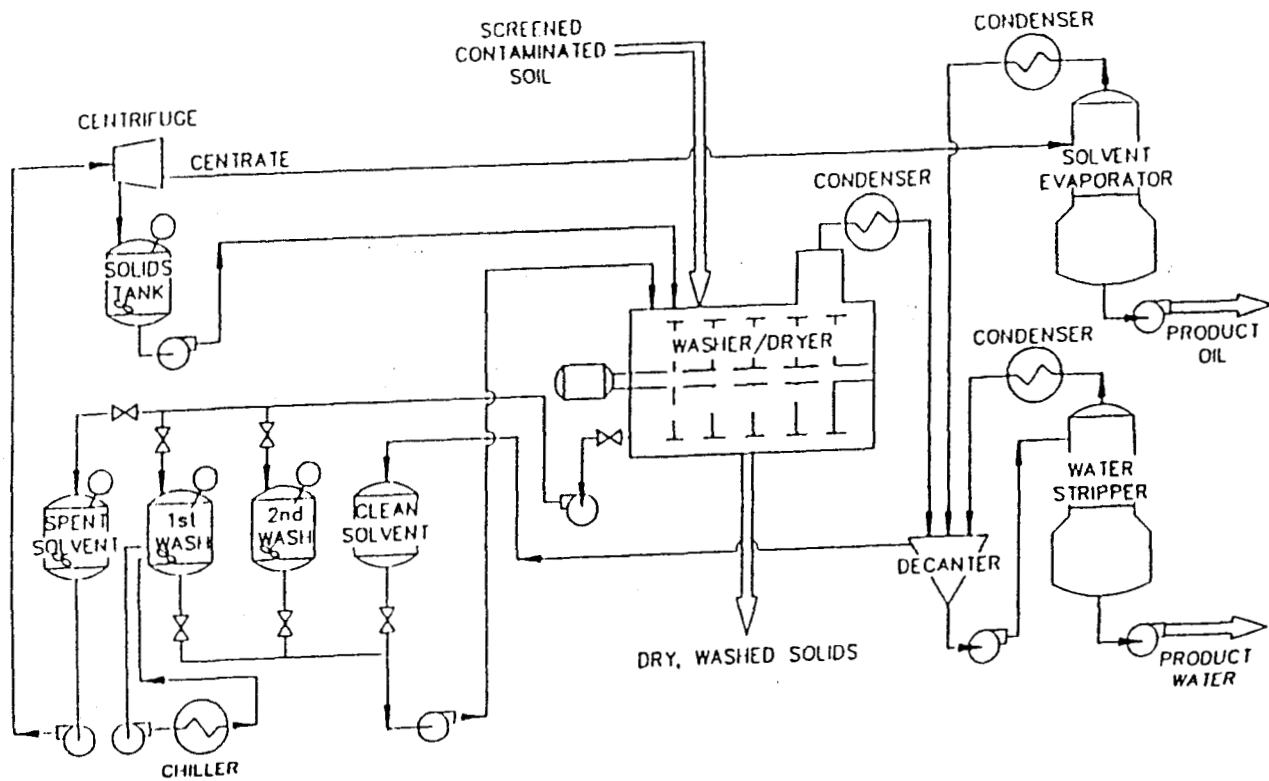 CONDENSER
SCREENED
CONTAMINATED
SOIL
CENTRIFUGE
CENTRATE
SOLVENT
EVAPORATOR
CONDENSER
SOLIDS
TANK
PRODUCT
OIL
WASHER/DRYER
CONDENSER
SPENT
SOLVENT
1st
WASH
2nd
WASH
CLEAN
SOLVENT
WATER
STRIPPER
DECANTER
DRY, WASHED SOLIDS
PRODUCT
WATER
CHILLER